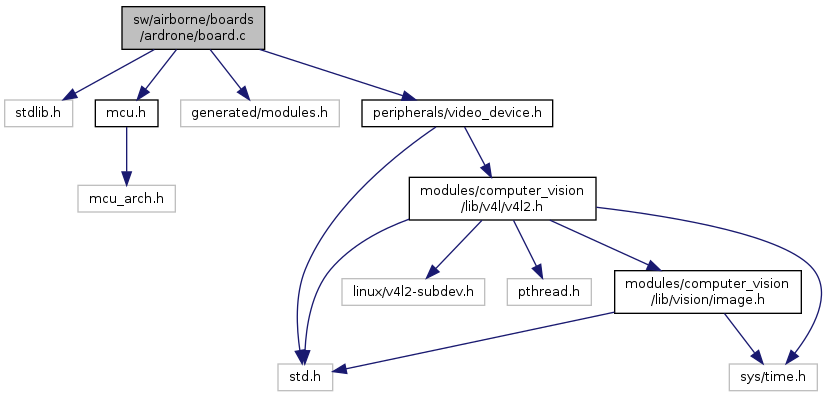 sw/airborne/boards
/ardrone/board.c
stdlib.h
mcu.h
generated/modules.h
peripherals/video_device.h
mcu_arch.h
modules/computer_vision
/lib/v4l/v4l2.h
linux/v4l2-subdev.h
pthread.h
modules/computer_vision
/lib/vision/image.h
std.h
sys/time.h